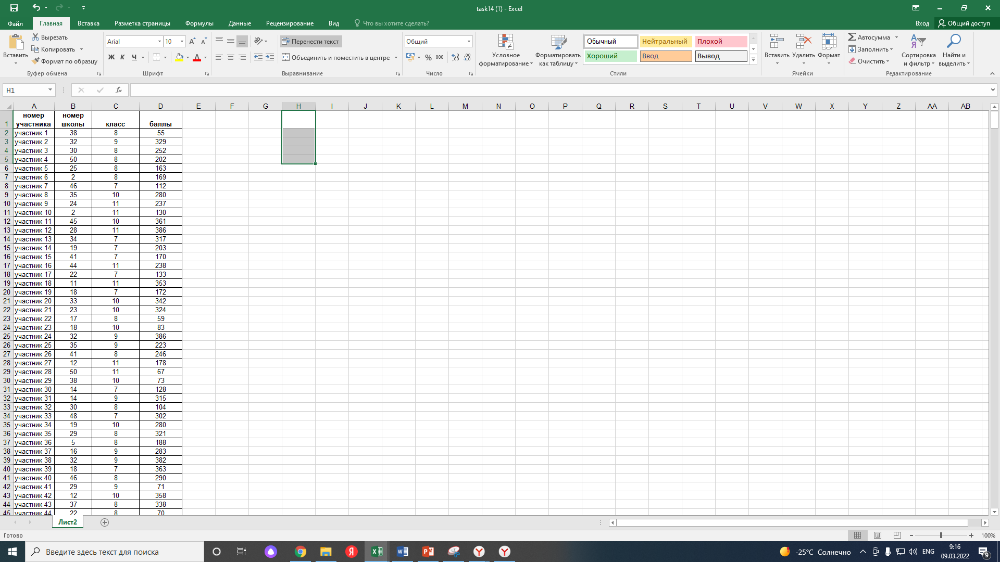 task14 (1) - Excel
Файл Главная Вставка Разметка страницы Формулы Данные Рецензирование Вид Что вы хотите сделать? Вход Общий доступ
Вставить
Вырезать
Копировать
Формат по образцу
Буфер обмена
Arial 10
Ж К Ч А
Шрифт
Перенести текст
Объединить и поместить в центре
Выравнивание
Общий
% 000
Число
Условное форматирование
Форматировать как таблицу
Обычный Нейтральный Плохой
Хороший Ввод Вывод
Стили
Вставить Удалить Формат
Ячейки
Автосумма
Заполнить
Очистить
Сортировка и фильтр
Найти и выделить
Редактирование
H1 fx
A B C D E F G H I J K L M N O P Q R S T U V W X Y Z AA AB
1 номер участника номер школы класс баллы
2 участник 1 38 8 55
3 участник 2 32 9 329
4 участник 3 30 8 252
5 участник 4 50 8 202
6 участник 5 25 8 163
7 участник 6 2 8 169
8 участник 7 46 7 112
9 участник 8 35 10 280
10 участник 9 24 11 237
11 участник 10 2 11 130
12 участник 11 45 10 361
13 участник 12 28 11 386
14 участник 13 34 7 317
15 участник 14 19 7 203
16 участник 15 41 7 170
17 участник 16 44 11 238
18 участник 17 22 7 133
19 участник 18 11 11 353
20 участник 19 18 7 172
21 участник 20 33 10 342
22 участник 21 23 10 324
23 участник 22 17 8 59
24 участник 23 18 10 83
25 участник 24 32 9 386
26 участник 25 35 9 223
27 участник 26 41 8 246
28 участник 27 12 11 178
29 участник 28 50 11 67
30 участник 29 38 10 73
31 участник 30 14 7 128
32 участник 31 14 9 315
33 участник 32 30 8 104
34 участник 33 48 7 302
35 участник 34 19 10 280
36 участник 35 29 8 321
37 участник 36 5 8 188
38 участник 37 16 9 283
39 участник 38 32 9 382
40 участник 39 18 7 363
41 участник 40 46 8 290
42 участник 41 29 9 71
43 участник 42 12 10 358
44 участник 43 37 8 338
45 участник 44 22 8 70
Лист2
Готово
100%
Введите здесь текст для поиска
-25°C Солнечно
ENG
9:16
09.03.2022
9